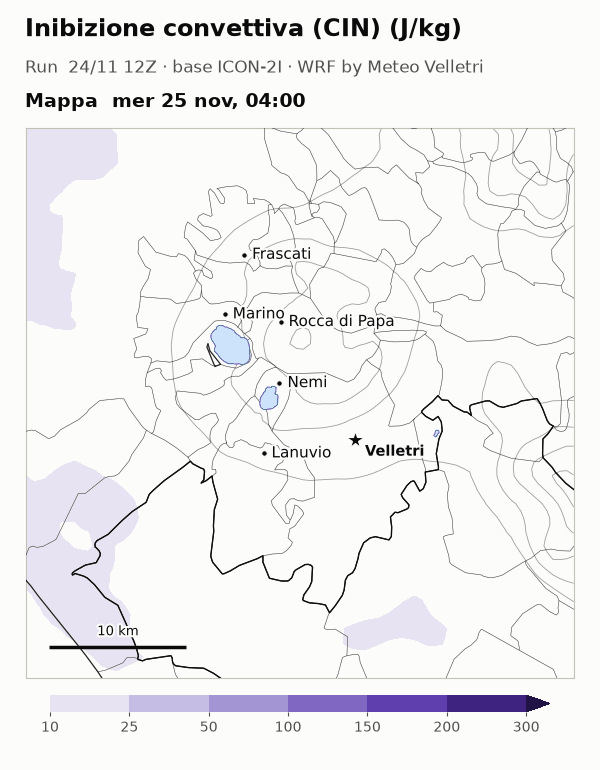 Inibizione convettiva (CIN) (J/kg)
Run  24/11 12Z · base ICON-2I · WRF by Meteo Velletri
Mappa  mer 25 nov, 04:00
Frascati
Marino
Rocca di Papa
Nemi
Velletri
Lanuvio
10 km
10 25 50 100 150 200 300